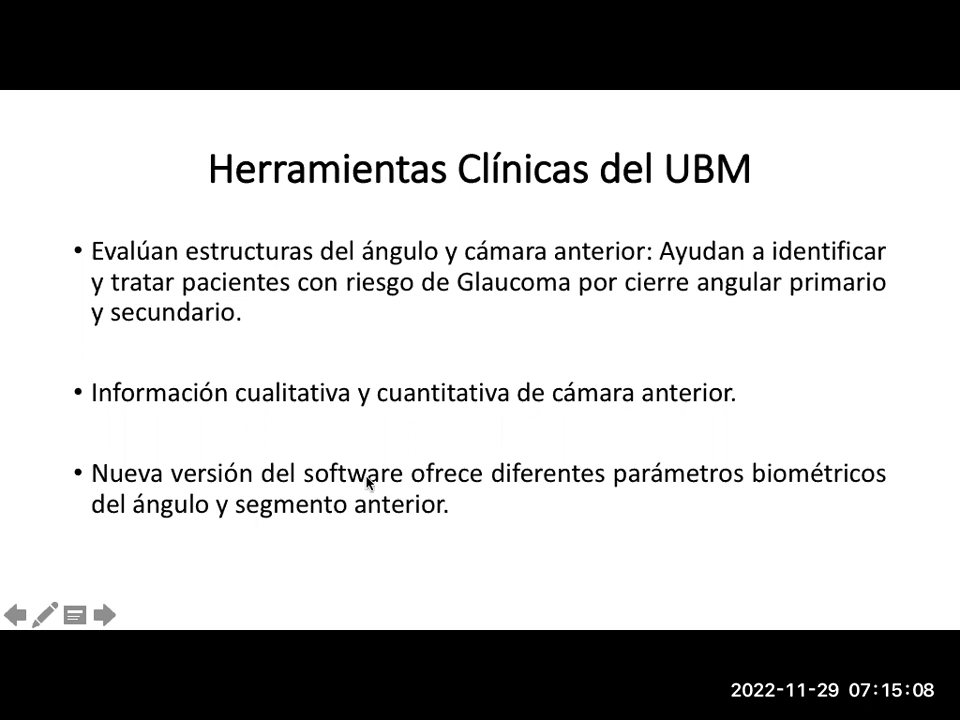 Herramientas Clínicas del UBM
• Evalúan estructuras del ángulo y cámara anterior: Ayudan a identificar
y tratar pacientes con riesgo de Glaucoma por cierre angular primario
y secundario.
• Información cualitativa y cuantitativa de cámara anterior.
• Nueva versión del software ofrece diferentes parámetros biométricos
del ángulo y segmento anterior.
2022-11-29 07:15:08